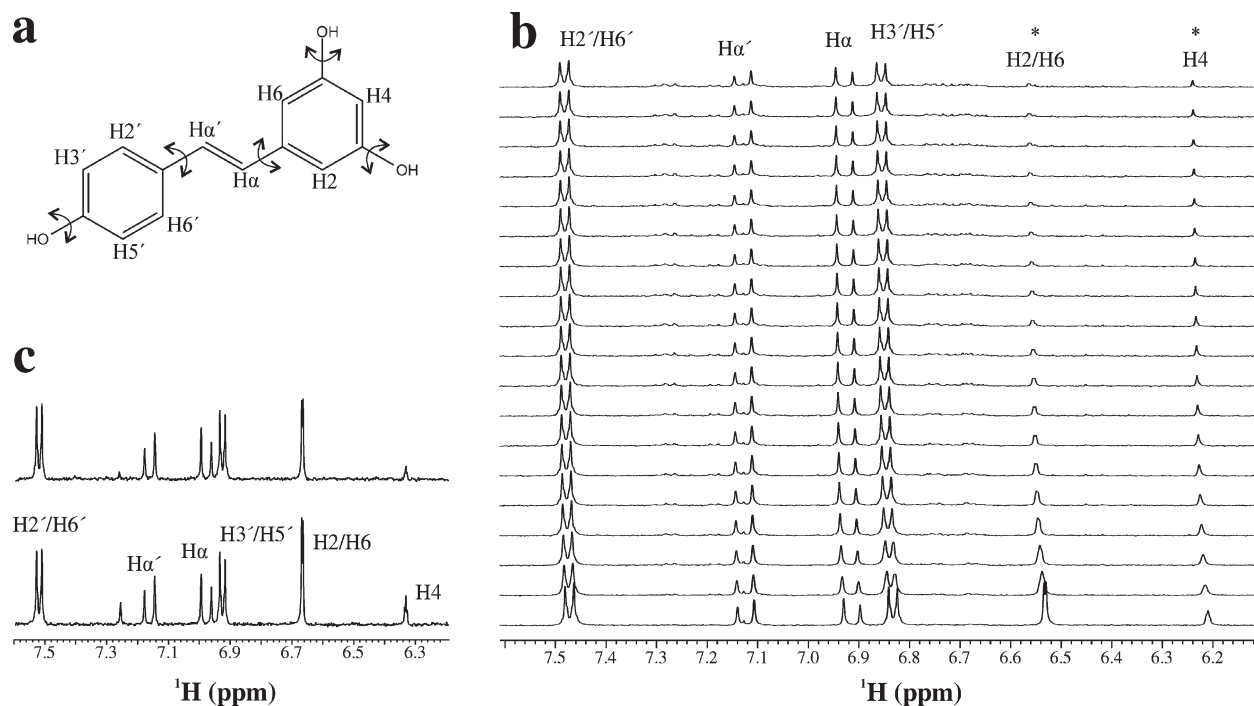 a
OH
H6
H4
Hα´
H2´
H3´
Hα
H2
OH
H6´
HO
H5´
b
H2´/H6´
Hα´
Hα
H3´/H5´
*
H2/H6
*
H4
7.5 7.4 7.3 7.2 7.1 7.0 6.9 6.8 6.7 6.6 6.5 6.4 6.3 6.2
¹H (ppm)
c
H2´/H6´
Hα´
Hα
H3´/H5´
H2/H6
H4
7.5 7.3 7.1 6.9 6.7 6.5 6.3
¹H (ppm)